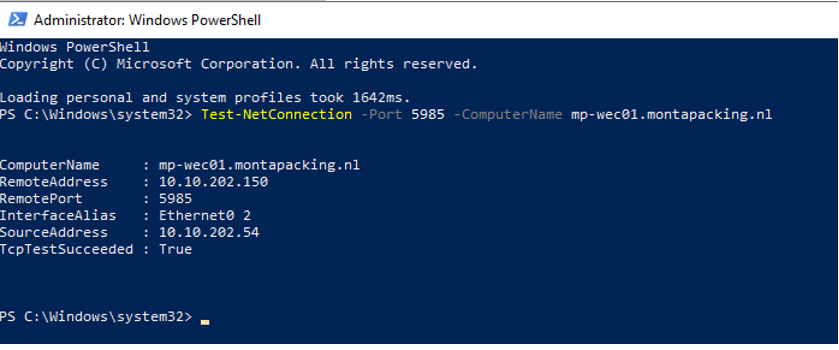 Administrator: Windows PowerShell
Windows PowerShell
Copyright (C) Microsoft Corporation. All rights reserved.
Loading personal and system profiles took 1642ms.
PS C:\Windows\system32> Test-NetConnection -Port 5985 -ComputerName mp-wec01.montapacking.nl
ComputerName     : mp-wec01.montapacking.nl
RemoteAddress    : 10.10.202.150
RemotePort       : 5985
InterfaceAlias   : Ethernet0 2
SourceAddress    : 10.10.202.54
TcpTestSucceeded : True
PS C:\Windows\system32>